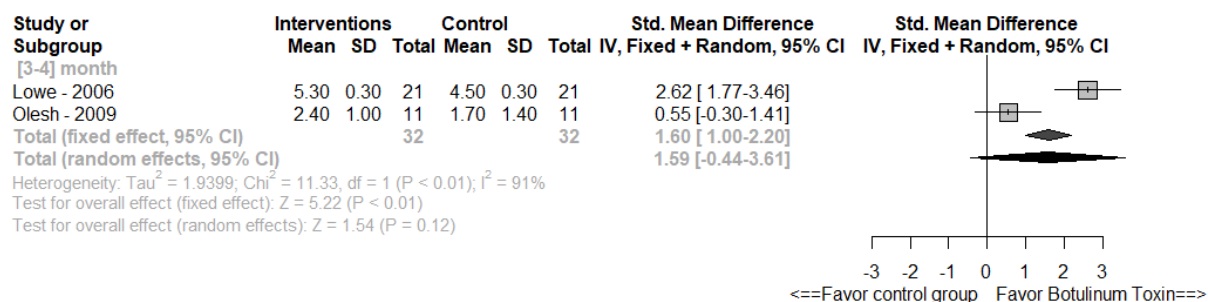 Study or Interventions Control Std. Mean Difference Std. Mean Difference
Subgroup Mean SD Total Mean SD Total IV, Fixed + Random, 95% CI IV, Fixed + Random, 95% CI
[3-4] month
Lowe - 2006 5.30 0.30 21 4.50 0.30 21 2.62 [ 1.77-3.46]
Olesh - 2009 2.40 1.00 11 1.70 1.40 11 0.55 [-0.30-1.41]
Total (fixed effect, 95% CI) 32 32 1.60 [ 1.00-2.20]
Total (random effects, 95% CI) 1.59 [-0.44-3.61]
Heterogeneity: Tau² = 1.9399; Chi² = 11.33, df = 1 (P < 0.01); I² = 91%
Test for overall effect (fixed effect): Z = 5.22 (P < 0.01)
Test for overall effect (random effects): Z = 1.54 (P = 0.12)
-3 -2 -1 0 1 2 3
<==Favor control group Favor Botulinum Toxin==>